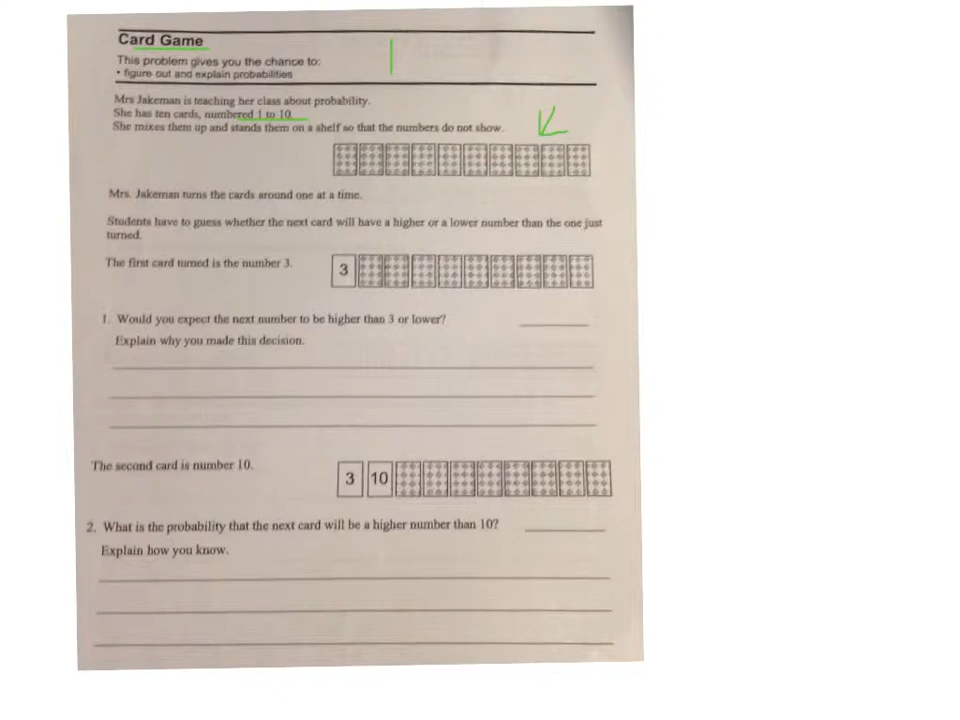 Card Game
This problem gives you the chance to:
• figure out and explain probabilities
Mrs Jakeman is teaching her class about probability.
She has ten cards, numbered 1 to 10.
She mixes them up and stands them on a shelf so that the numbers do not show.
Mrs. Jakeman turns the cards around one at a time.
Students have to guess whether the next card will have a higher or a lower number than the one just
turned.
The first card turned is the number 3.
3
1. Would you expect the next number to be higher than 3 or lower?
Explain why you made this decision.
The second card is number 10.
3 10
2. What is the probability that the next card will be a higher number than 10?
Explain how you know.